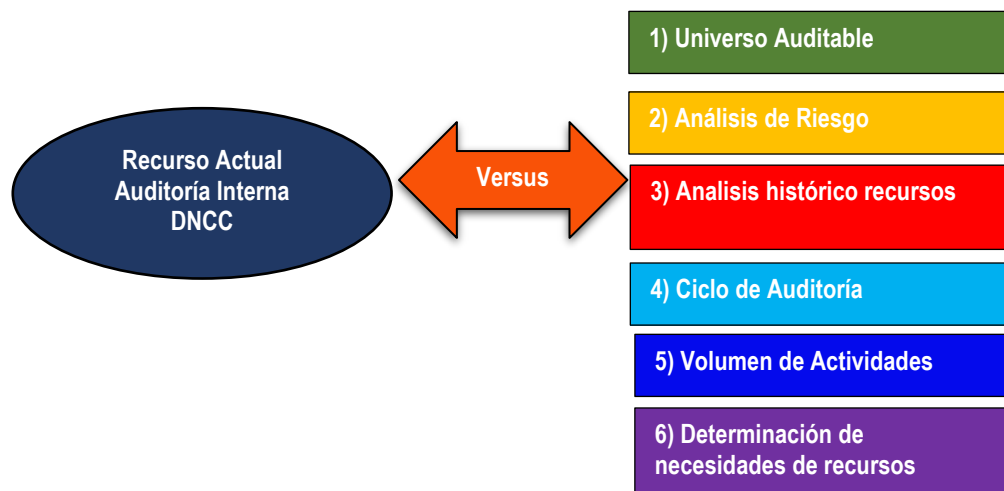 Recurso Actual
Auditoría Interna
DNCC
Versus
1) Universo Auditable
2) Análisis de Riesgo
3) Analisis histórico recursos
4) Ciclo de Auditoría
5) Volumen de Actividades
6) Determinación de
necesidades de recursos